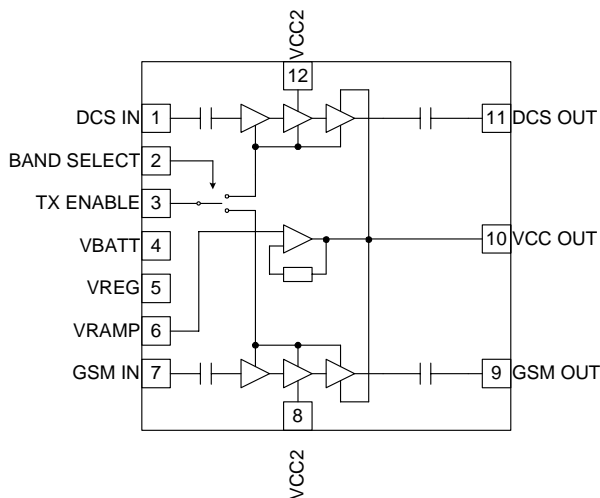 VCC2
12
DCS IN 1
11 DCS OUT
BAND SELECT 2
TX ENABLE 3
VBATT 4
10 VCC OUT
VREG 5
VRAMP 6
GSM IN 7
9 GSM OUT
8
VCC2